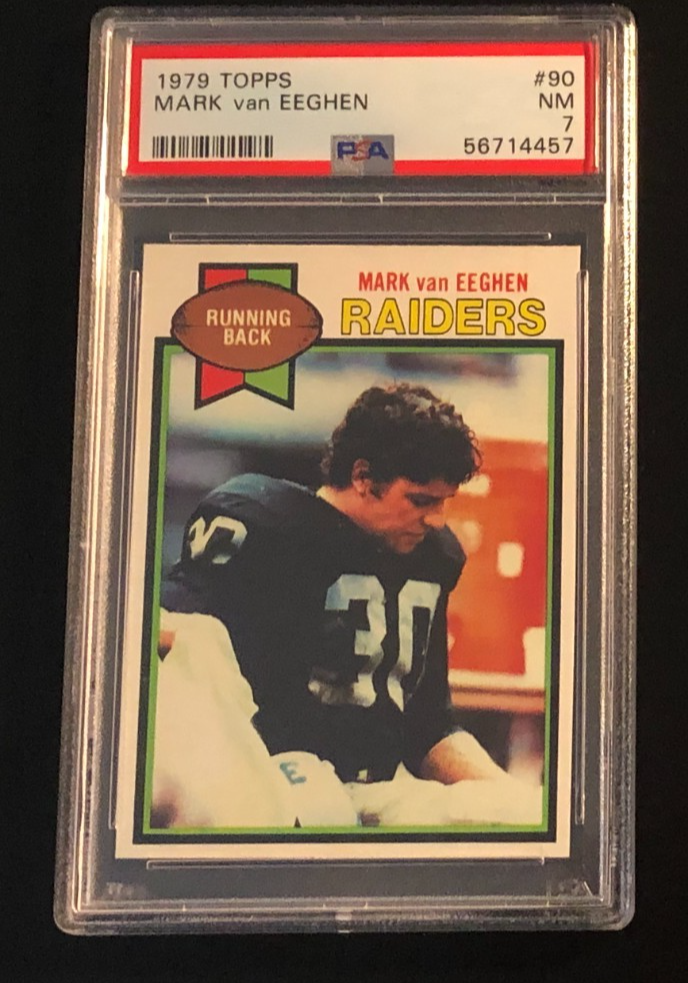 1979 TOPPS #90
MARK van EEGHEN NM
7
PSA 56714457
MARK van EEGHEN
RAIDERS
RUNNING
BACK
30
30
E